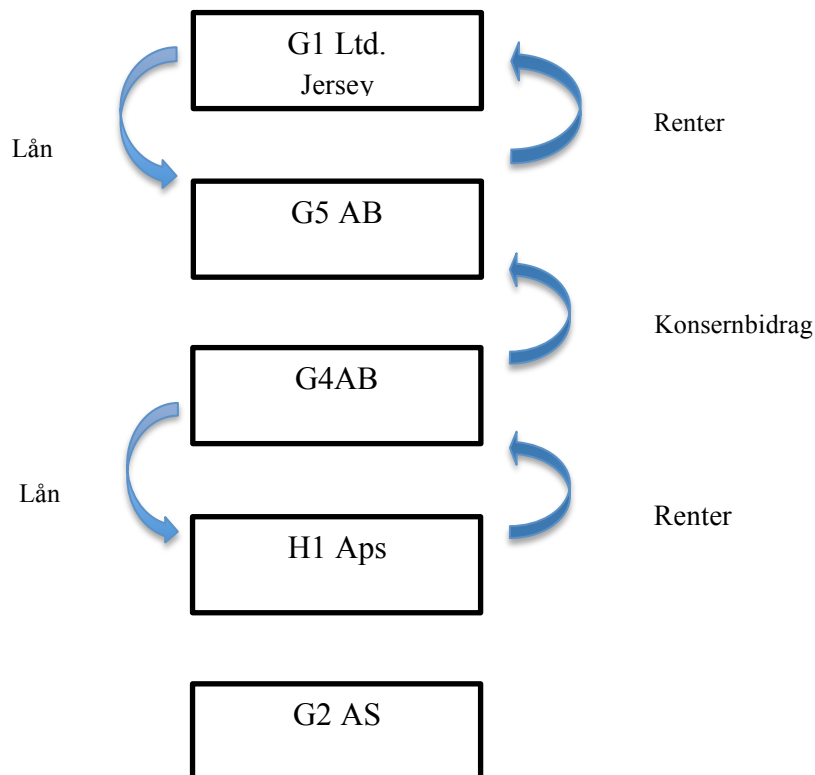 G1 Ltd.
Jersey
Lån
Renter
G5 AB
Konsernbidrag
G4AB
Lån
Renter
H1 Aps
G2 AS